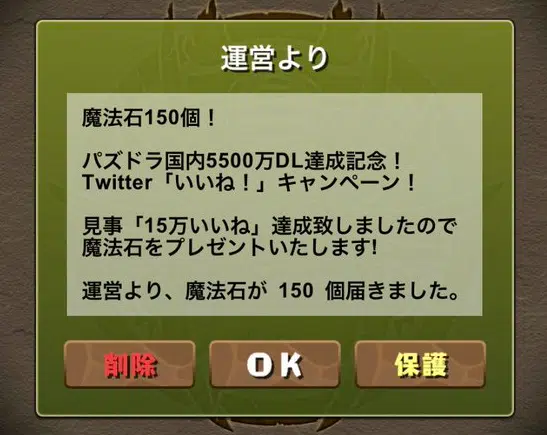 運営より
魔法石150個！
パズドラ国内5500万DL達成記念！
Twitter「いいね！」キャンペーン！
見事「15万いいね」達成致しましたので
魔法石をプレゼントいたします!
運営より、魔法石が 150 個届きました。
削除
OK
保護